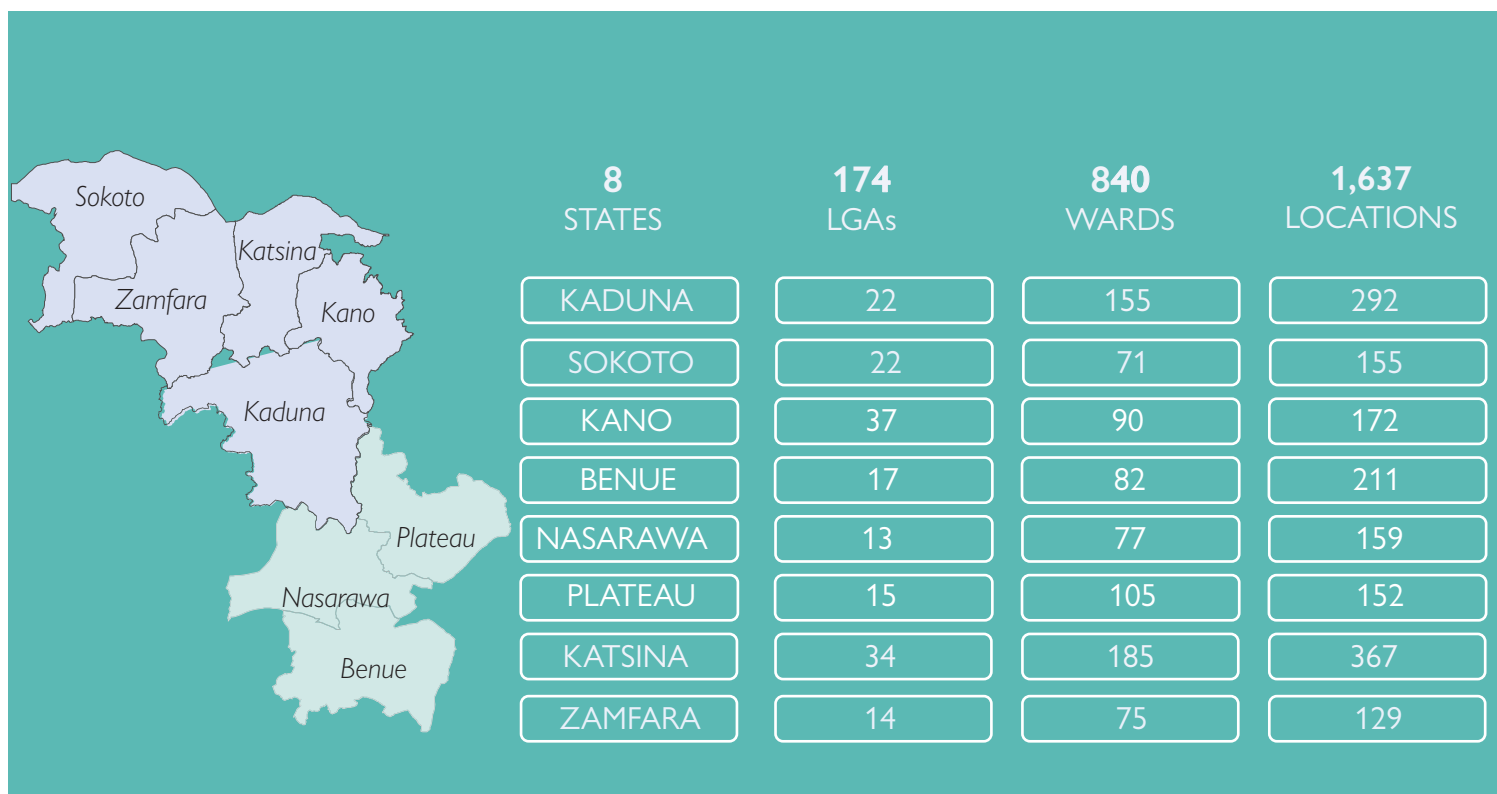 Sokoto
Katsina
Zamfara
Kano
Kaduna
Plateau
Nasarawa
Benue
8 174 840 1,637
STATES LGAs WARDS LOCATIONS
KADUNA 22 155 292
SOKOTO 22 71 155
KANO 37 90 172
BENUE 17 82 211
NASARAWA 13 77 159
PLATEAU 15 105 152
KATSINA 34 185 367
ZAMFARA 14 75 129